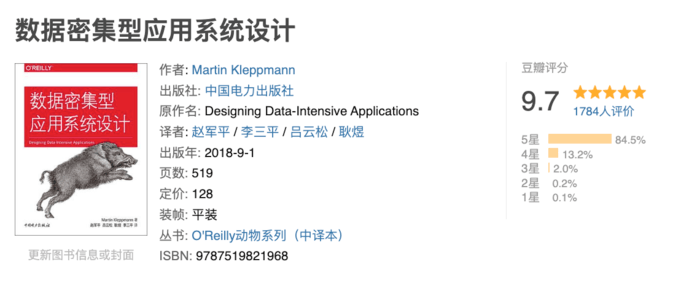 数据密集型应用系统设计
O'REILLY
数据密集型
应用系统设计
Designing Data-Intensive Applications
Martin Kleppmann 著
更新图书信息或封面
作者: Martin Kleppmann
出版社: 中国电力出版社
原作名: Designing Data-Intensive Applications
译者: 赵军平 / 李三平 / 吕云松 / 耿煜
出版年: 2018-9-1
页数: 519
定价: 128
装帧: 平装
丛书: O'Reilly动物系列（中译本）
ISBN: 9787519821968
豆瓣评分
9.7
1784人评价
5星 84.5%
4星 13.2%
3星 2.0%
2星 0.2%
1星 0.1%